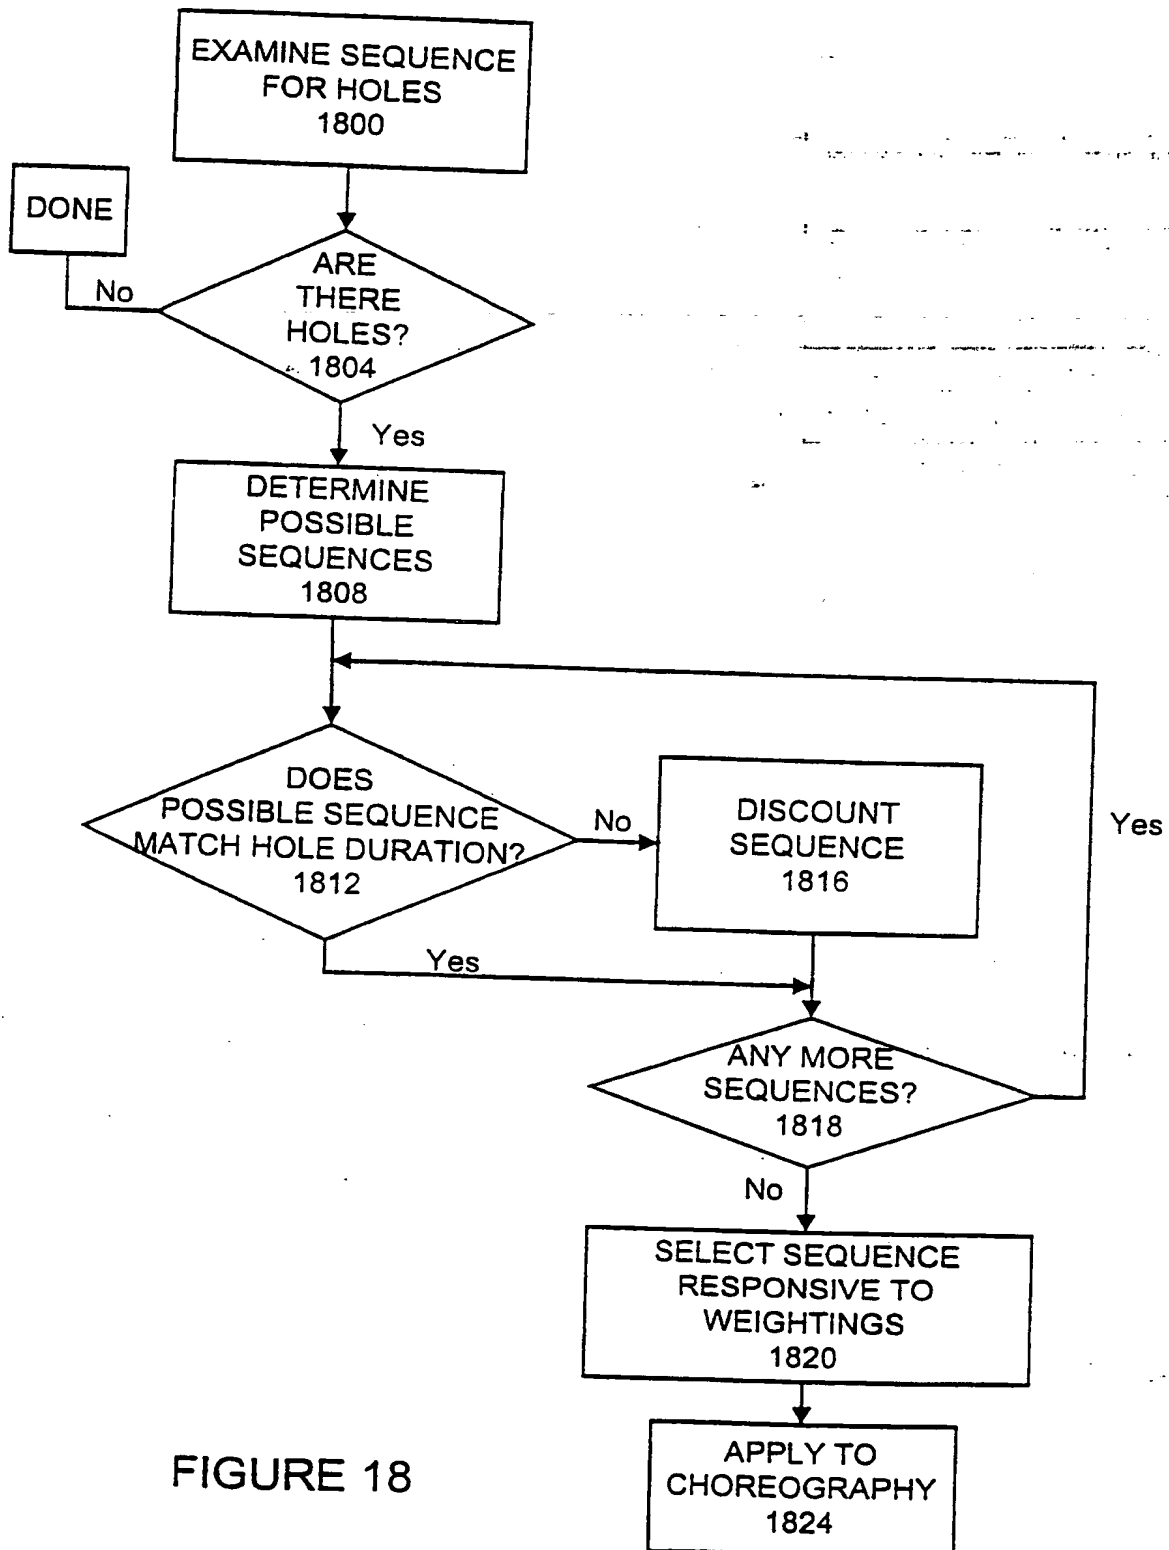 EXAMINE SEQUENCE
FOR HOLES
1800
DONE
No
ARE
THERE
HOLES?
1804
Yes
DETERMINE
POSSIBLE
SEQUENCES
1808
DOES
POSSIBLE SEQUENCE
MATCH HOLE DURATION?
1812
No
DISCOUNT
SEQUENCE
1816
Yes
Yes
ANY MORE
SEQUENCES?
1818
No
SELECT SEQUENCE
RESPONSIVE TO
WEIGHTINGS
1820
APPLY TO
CHOREOGRAPHY
1824
FIGURE 18